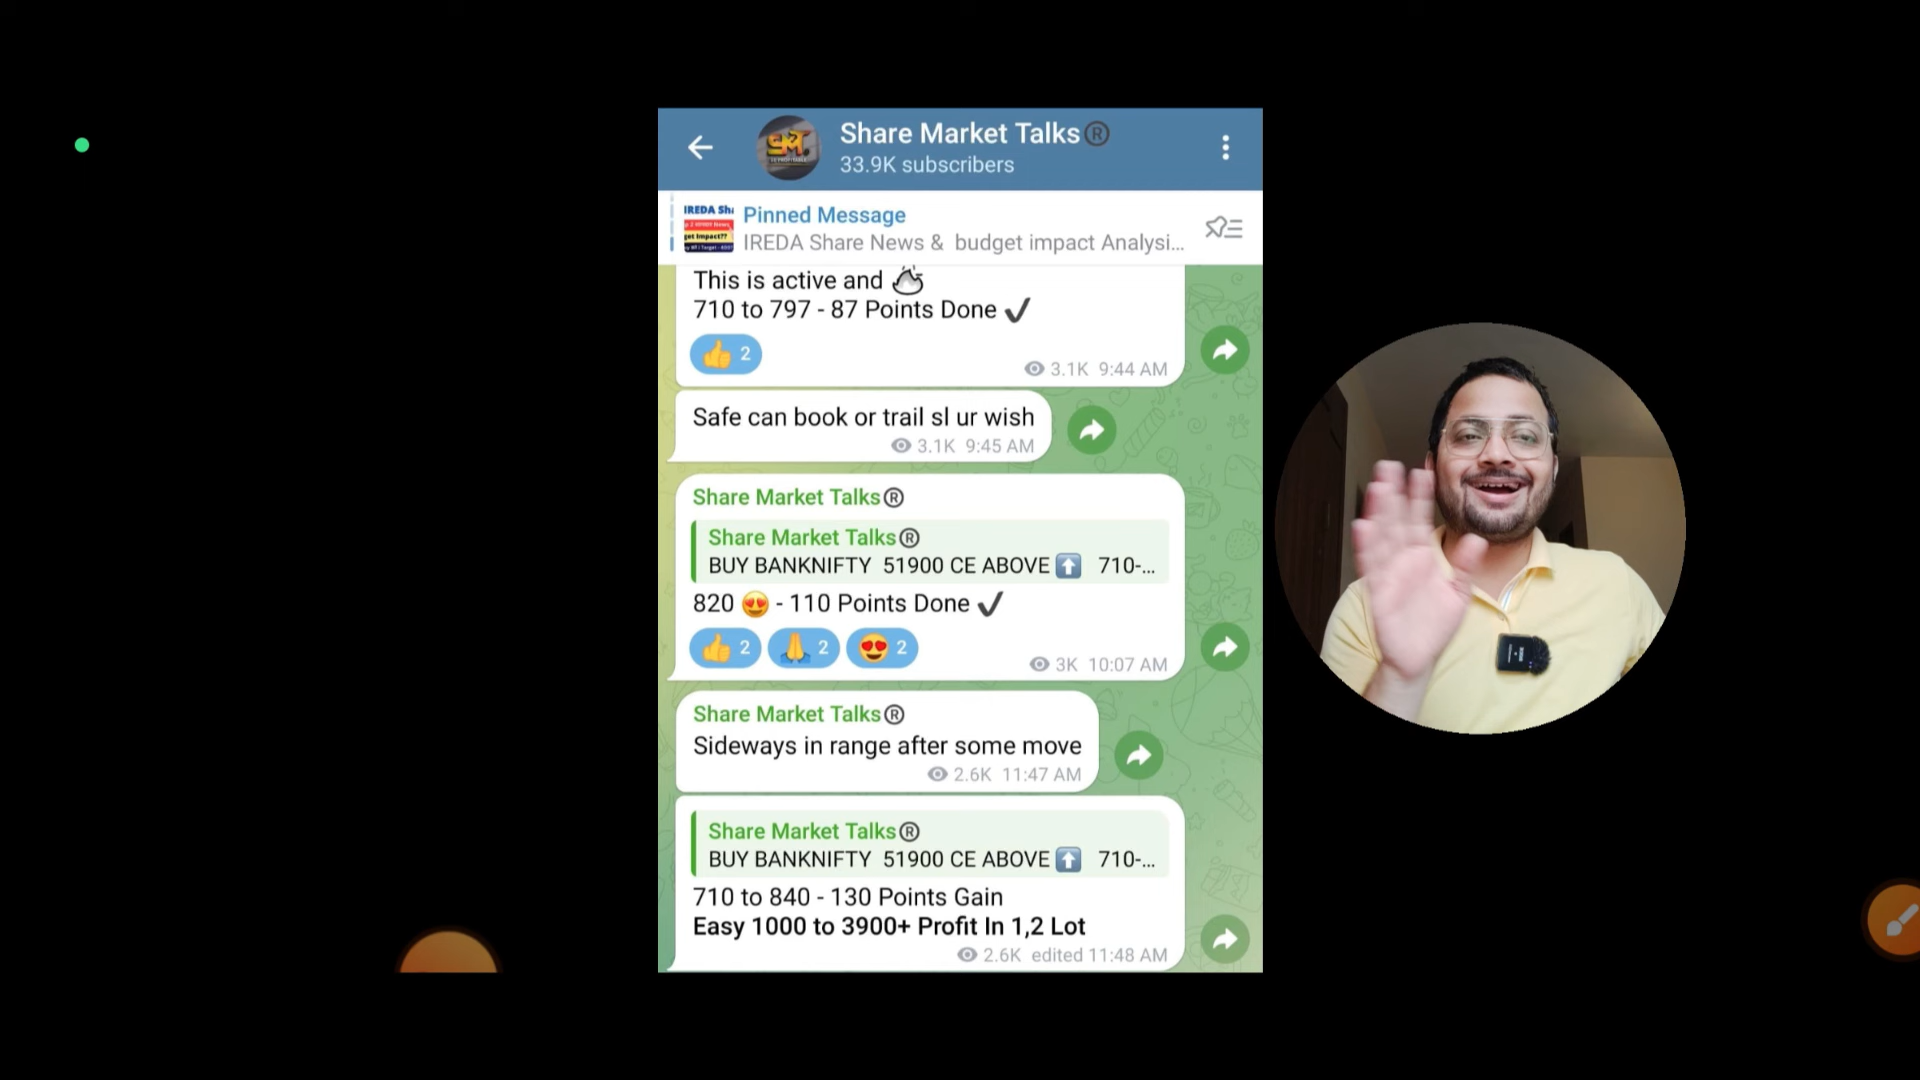 Share Market Talks®
33.9K subscribers
IREDA Sha
get Impact??
Pinned Message
IREDA Share News & budget impact Analysi...
This is active and
710 to 797 - 87 Points Done ✔
👍 2
3.1K 9:44 AM
Safe can book or trail sl ur wish
3.1K 9:45 AM
Share Market Talks®
Share Market Talks®
BUY BANKNIFTY 51900 CE ABOVE ⬆️ 710-...
820 😍 - 110 Points Done ✔
👍 2 🙏 2 😍 2
3K 10:07 AM
Share Market Talks®
Sideways in range after some move
2.6K 11:47 AM
Share Market Talks®
BUY BANKNIFTY 51900 CE ABOVE ⬆️ 710-...
710 to 840 - 130 Points Gain
Easy 1000 to 3900+ Profit In 1,2 Lot
2.6K edited 11:48 AM